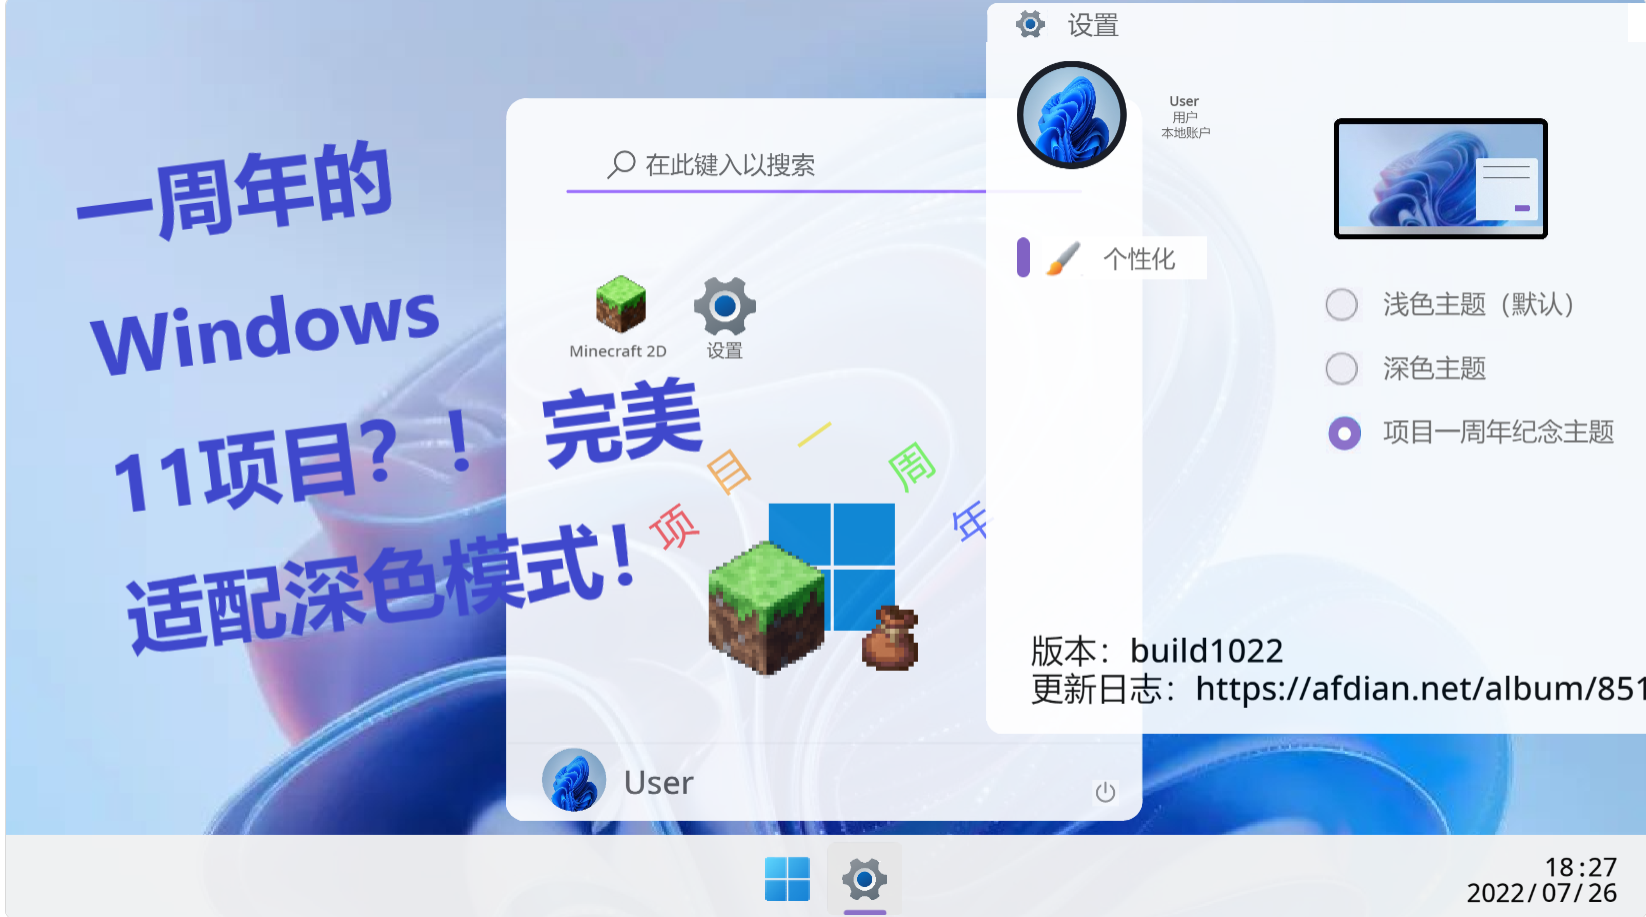 设置
User
用户
本地账户
在此键入以搜索
个性化
Minecraft 2D
设置
浅色主题（默认）
深色主题
项目一周年纪念主题
一周年的
Windows
11项目？！ 完美
适配深色模式！
项目一周年
版本：build1022
更新日志：https://afdian.net/album/851
User
18:27
2022/07/26